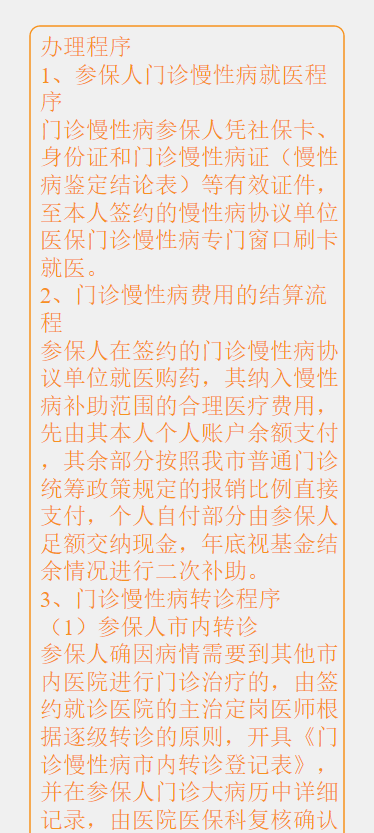 办理程序
1、参保人门诊慢性病就医程
序
门诊慢性病参保人凭社保卡、
身份证和门诊慢性病证（慢性
病鉴定结论表）等有效证件，
至本人签约的慢性病协议单位
医保门诊慢性病专门窗口刷卡
就医。
2、门诊慢性病费用的结算流
程
参保人在签约的门诊慢性病协
议单位就医购药，其纳入慢性
病补助范围的合理医疗费用，
先由其本人个人账户余额支付
，其余部分按照我市普通门诊
统筹政策规定的报销比例直接
支付，个人自付部分由参保人
足额交纳现金，年底视基金结
余情况进行二次补助。
3、门诊慢性病转诊程序
（1）参保人市内转诊
参保人确因病情需要到其他市
内医院进行门诊治疗的，由签
约就诊医院的主治定岗医师根
据逐级转诊的原则，开具《门
诊慢性病市内转诊登记表》，
并在参保人门诊大病历中详细
记录，由医院医保科复核确认